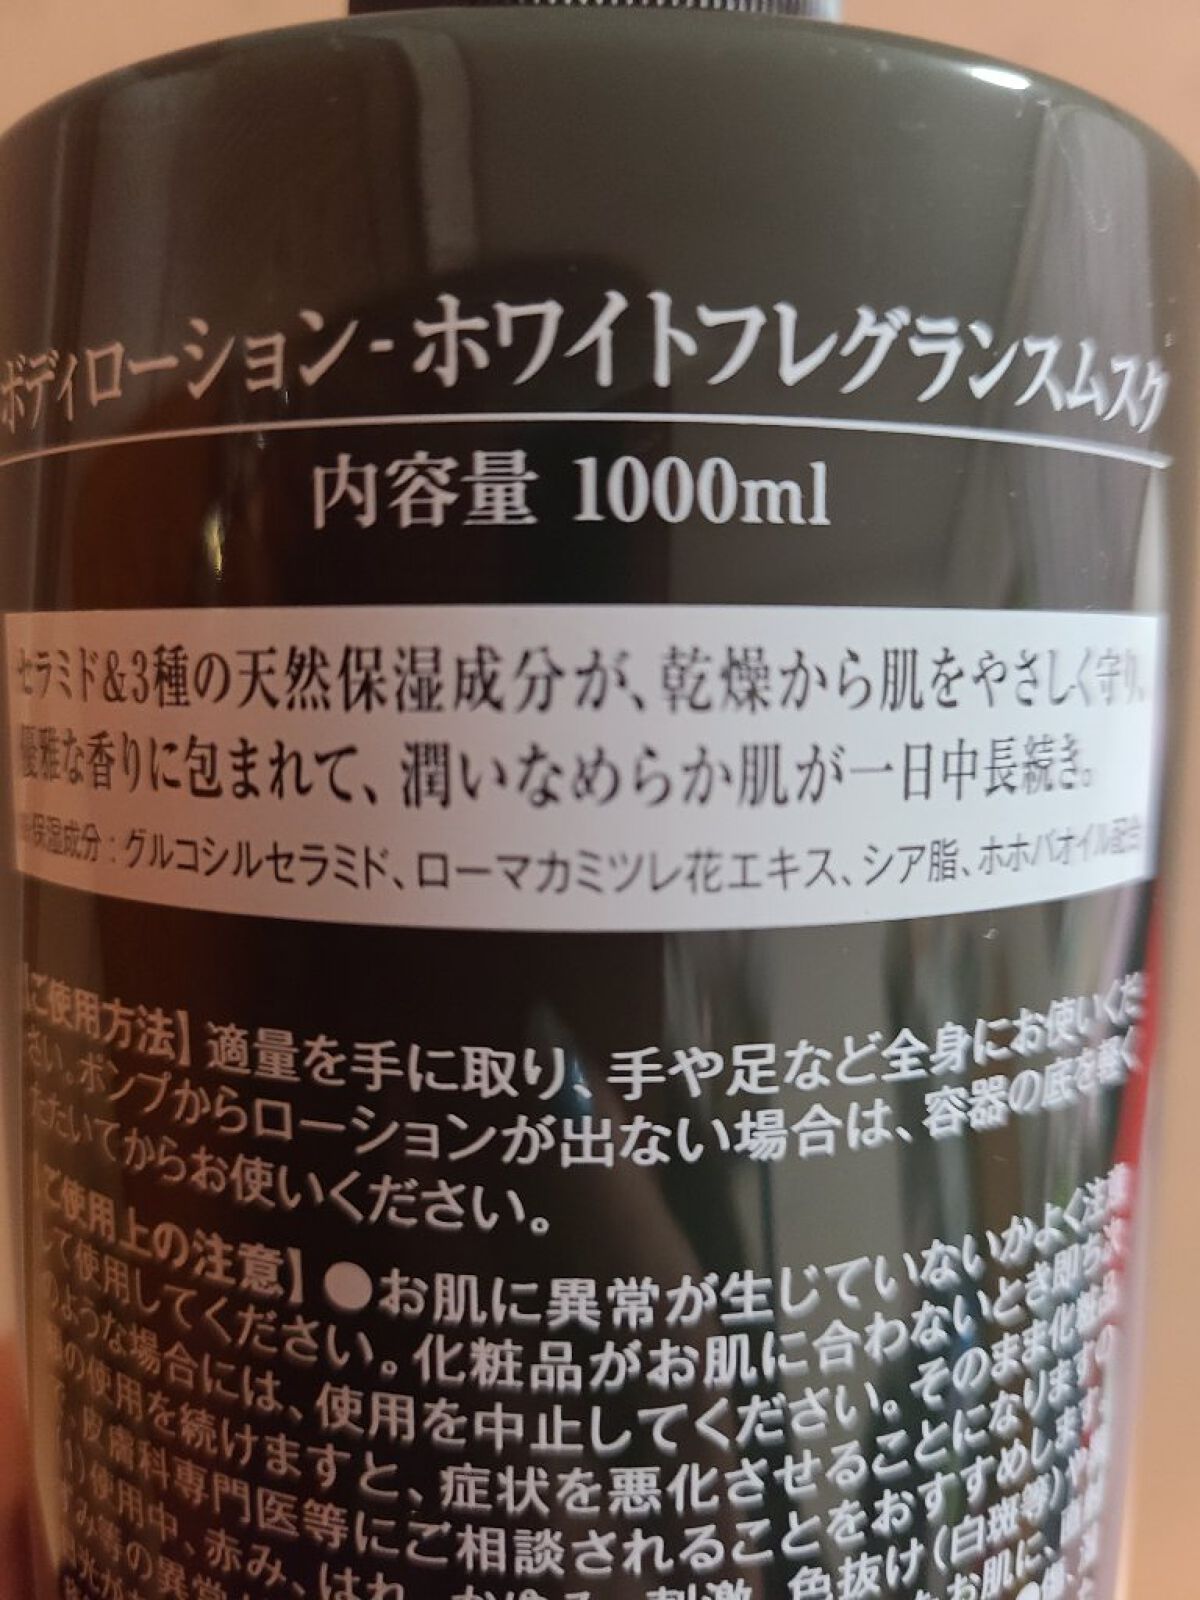 ボディローション-ホワイトフレグランスムスク
内容量 1000ml
セラミド&3種の天然保湿成分が、乾燥から肌をやさしく守り、
優雅な香りに包まれて、潤いなめらか肌が一日中長続き。
保湿成分：グルコシルセラミド、ローマカミツレ花エキス、シア脂、ホホバオイル配合
【ご使用方法】適量を手に取り、手や足など全身にお使いくだ
さい。ポンプからローションが出ない場合は、容器の底を軽く
たたいてからお使いください。
【ご使用上の注意】●お肌に異常が生じていないかよく注意
して使用してください。化粧品がお肌に合わないとき即ち次
のような場合には、使用を中止してください。そのまま化粧品
の使用を続けますと、症状を悪化させることになりますの
皮膚科専門医等にご相談されることをおすすめします
使用中、赤み、はれ、かゆみ、刺激、色抜け(白斑等)や
み等の異常 お肌に、直射